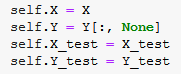 self.X = X
self.Y = Y[:, None]
self.X_test = X_test
self.Y_test = Y_test